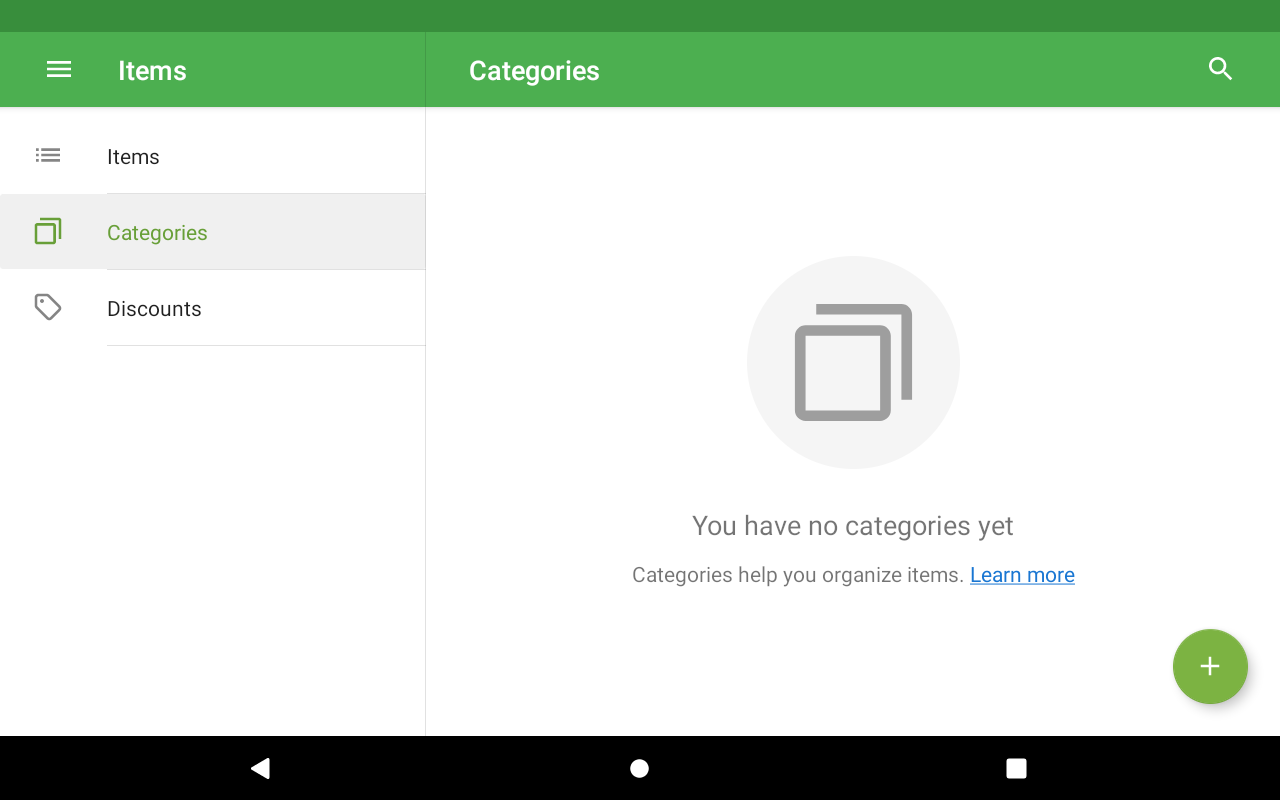 Items
Categories
Items
Categories
Discounts
You have no categories yet
Categories help you organize items. Learn more